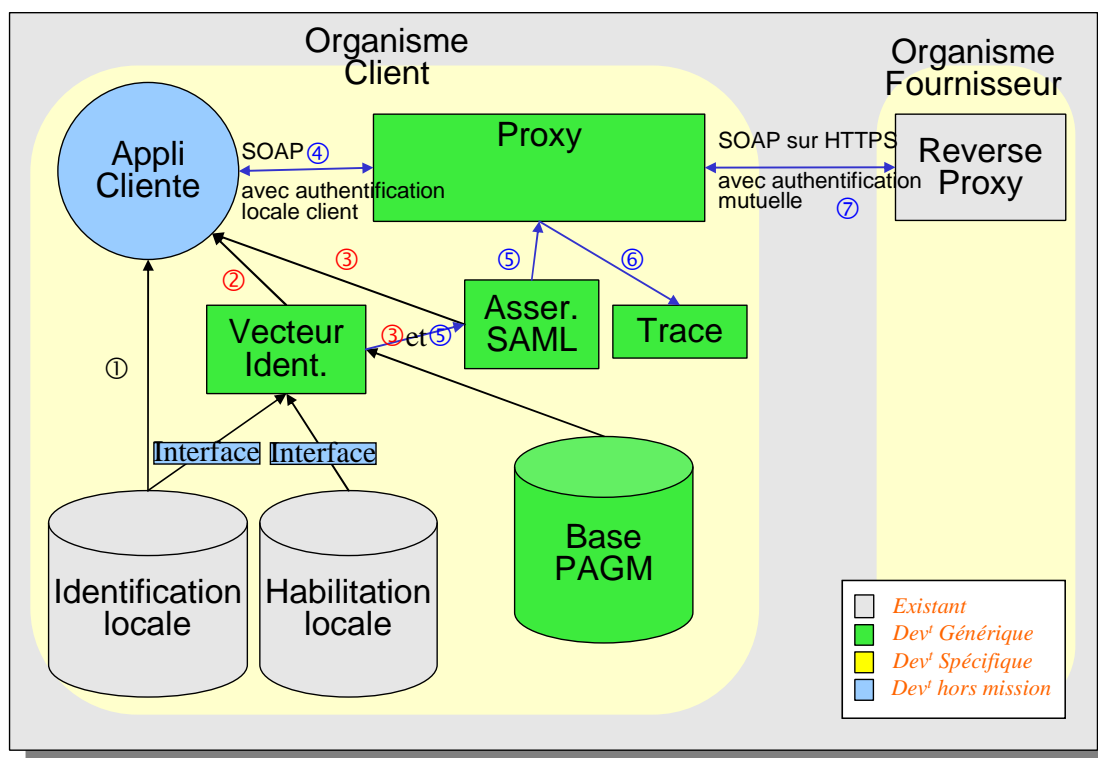 Organisme
Client
Organisme
Fournisseur
Appli
Cliente
SOAP④
avec authentification
locale client
Proxy
SOAP sur HTTPS
avec authentification
mutuelle
⑦
Reverse
Proxy
③
②
⑤
⑥
Vecteur
Ident.
③et⑤
Asser.
SAML
Trace
①
Interface
Interface
Identification
locale
Habilitation
locale
Base
PAGM
Existant
Devᵗ Générique
Devᵗ Spécifique
Devᵗ hors mission